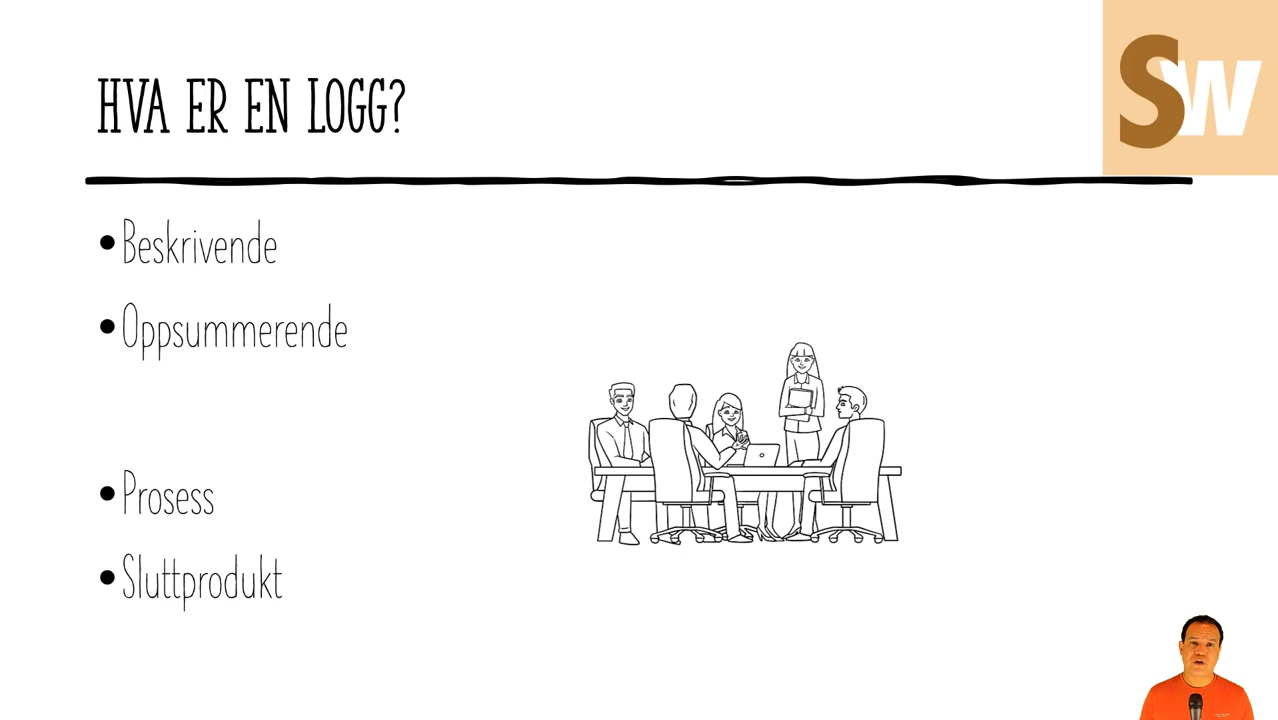 HVA ER EN LOGG?
SW
•Beskrivende
•Oppsummerende
•Prosess
•Sluttprodukt